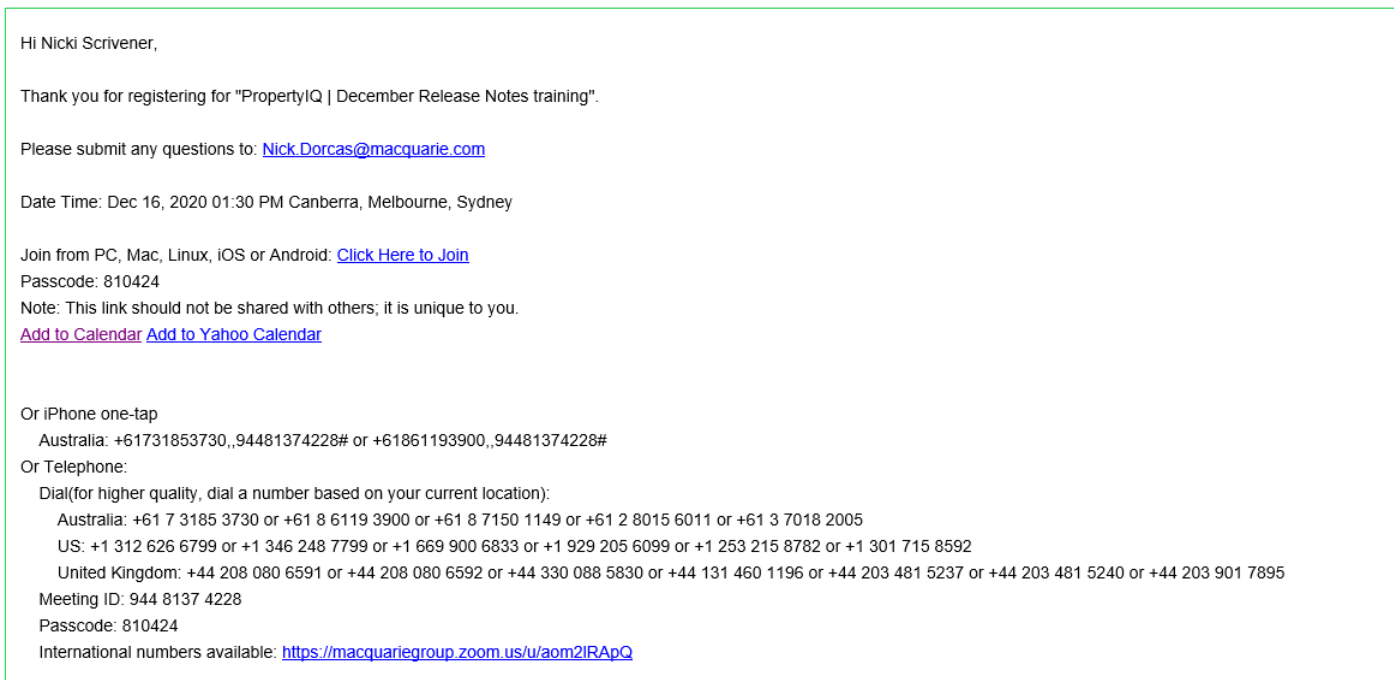 Hi Nicki Scrivener,
Thank you for registering for "PropertyIQ | December Release Notes training".
Please submit any questions to: Nick.Dorcas@macquarie.com
Date Time: Dec 16, 2020 01:30 PM Canberra, Melbourne, Sydney
Join from PC, Mac, Linux, iOS or Android: Click Here to Join
Passcode: 810424
Note: This link should not be shared with others; it is unique to you.
Add to Calendar Add to Yahoo Calendar
Or iPhone one-tap
Australia: +61731853730,,94481374228# or +61861193900,,94481374228#
Or Telephone:
Dial(for higher quality, dial a number based on your current location):
Australia: +61 7 3185 3730 or +61 8 6119 3900 or +61 8 7150 1149 or +61 2 8015 6011 or +61 3 7018 2005
US: +1 312 626 6799 or +1 346 248 7799 or +1 669 900 6833 or +1 929 205 6099 or +1 253 215 8782 or +1 301 715 8592
United Kingdom: +44 208 080 6591 or +44 208 080 6592 or +44 330 088 5830 or +44 131 460 1196 or +44 203 481 5237 or +44 203 481 5240 or +44 203 901 7895
Meeting ID: 944 8137 4228
Passcode: 810424
International numbers available: https://macquariegroup.zoom.us/u/aom2lRApQ